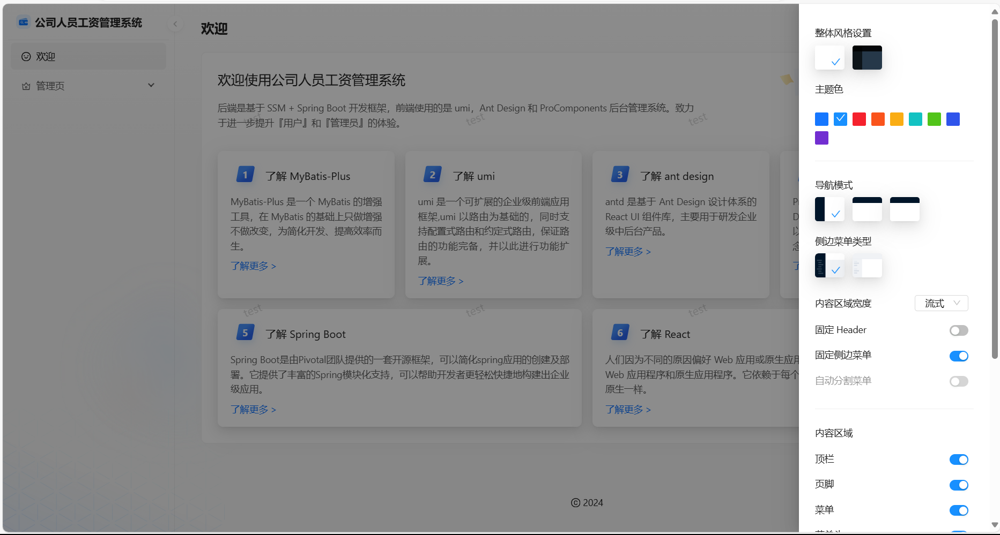 公司人员工资管理系统
欢迎
管理页
欢迎
欢迎使用公司人员工资管理系统
后端是基于 SSM + Spring Boot 开发框架，前端使用的是 umi，Ant Design 和 ProComponents 后台管理系统。致力
于进一步提升『用户』和『管理员』的体验。
test
test
test
1
了解 MyBatis-Plus
MyBatis-Plus 是一个 MyBatis 的增强
工具，在 MyBatis 的基础上只做增强
不做改变，为简化开发、提高效率而
生。
了解更多 >
2
了解 umi
umi 是一个可扩展的企业级前端应用
框架,umi 以路由为基础的，同时支
持配置式路由和约定式路由，保证路
由的功能完备，并以此进行功能扩
展。
了解更多 >
3
了解 ant design
antd 是基于 Ant Design 设计体系的
React UI 组件库，主要用于研发企业
级中后台产品。
了解更多 >
test
test
test
5
了解 Spring Boot
Spring Boot是由Pivotal团队提供的一套开源框架，可以简化spring应用的创建及部
署。它提供了丰富的Spring模块化支持，可以帮助开发者更轻松快捷地构建出企业
级应用。
了解更多 >
6
了解 React
人们因为不同的原因偏好 Web 应用或原生应用
Web 应用程序和原生应用程序。它依赖于每个
原生一样。
了解更多 >
© 2024
整体风格设置
主题色
导航模式
侧边菜单类型
内容区域宽度
流式
固定 Header
固定侧边菜单
自动分割菜单
内容区域
顶栏
页脚
菜单